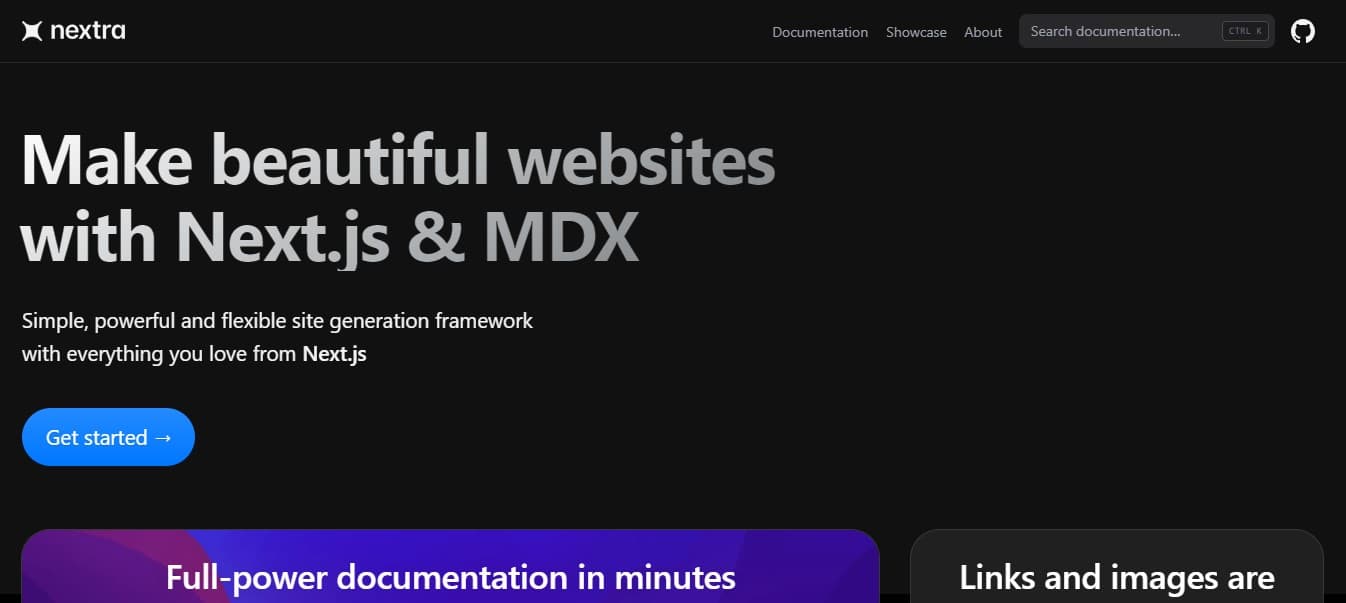 nextra
Documentation Showcase About Search documentation... CTRL K
Make beautiful websites
with Next.js & MDX
Simple, powerful and flexible site generation framework
with everything you love from Next.js
Get started →
Full-power documentation in minutes
Links and images are